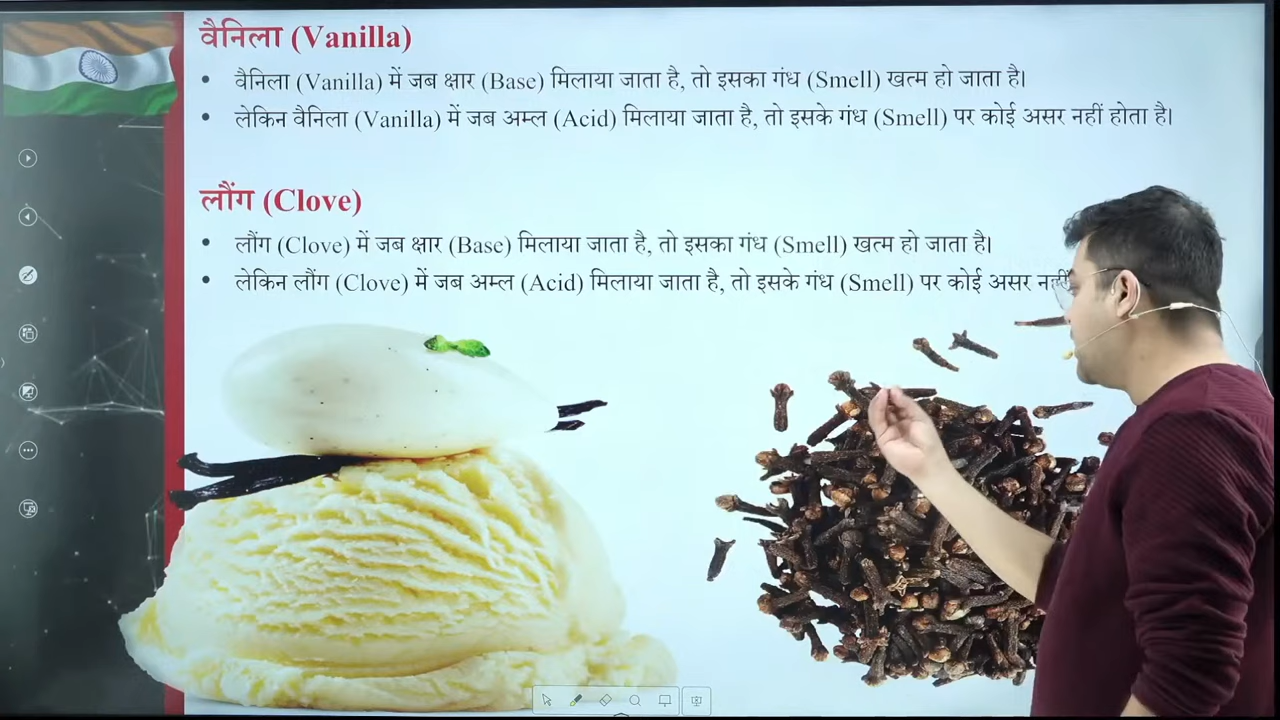 वैनिला (Vanilla)
• वैनिला (Vanilla) में जब क्षार (Base) मिलाया जाता है, तो इसका गंध (Smell) खत्म हो जाता है।
• लेकिन वैनिला (Vanilla) में जब अम्ल (Acid) मिलाया जाता है, तो इसके गंध (Smell) पर कोई असर नहीं होता है।
लौंग (Clove)
• लौंग (Clove) में जब क्षार (Base) मिलाया जाता है, तो इसका गंध (Smell) खत्म हो जाता है।
• लेकिन लौंग (Clove) में जब अम्ल (Acid) मिलाया जाता है, तो इसके गंध (Smell) पर कोई असर नहीं